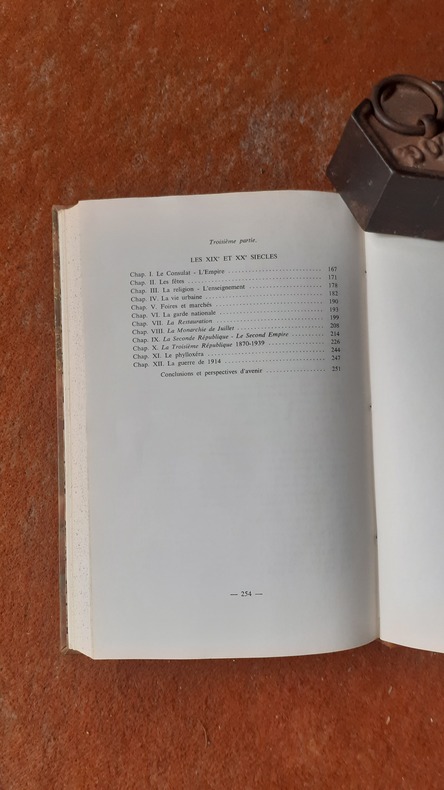 Troisième partie.
LES XIXe ET XXe SIECLES
Chap. I. Le Consulat - L'Empire 167
Chap. II. Les fêtes 171
Chap. III. La religion - L'enseignement 178
Chap. IV. La vie urbaine 182
Chap. V. Foires et marchés 190
Chap. VI. La garde nationale 193
Chap. VII. La Restauration 199
Chap. VIII. La Monarchie de Juillet 208
Chap. IX. La Seconde République - Le Second Empire 214
Chap. X. La Troisième République 1870-1939 226
Chap. XI. Le phylloxéra 244
Chap. XII. La guerre de 1914 247
Conclusions et perspectives d'avenir 251
— 254 —